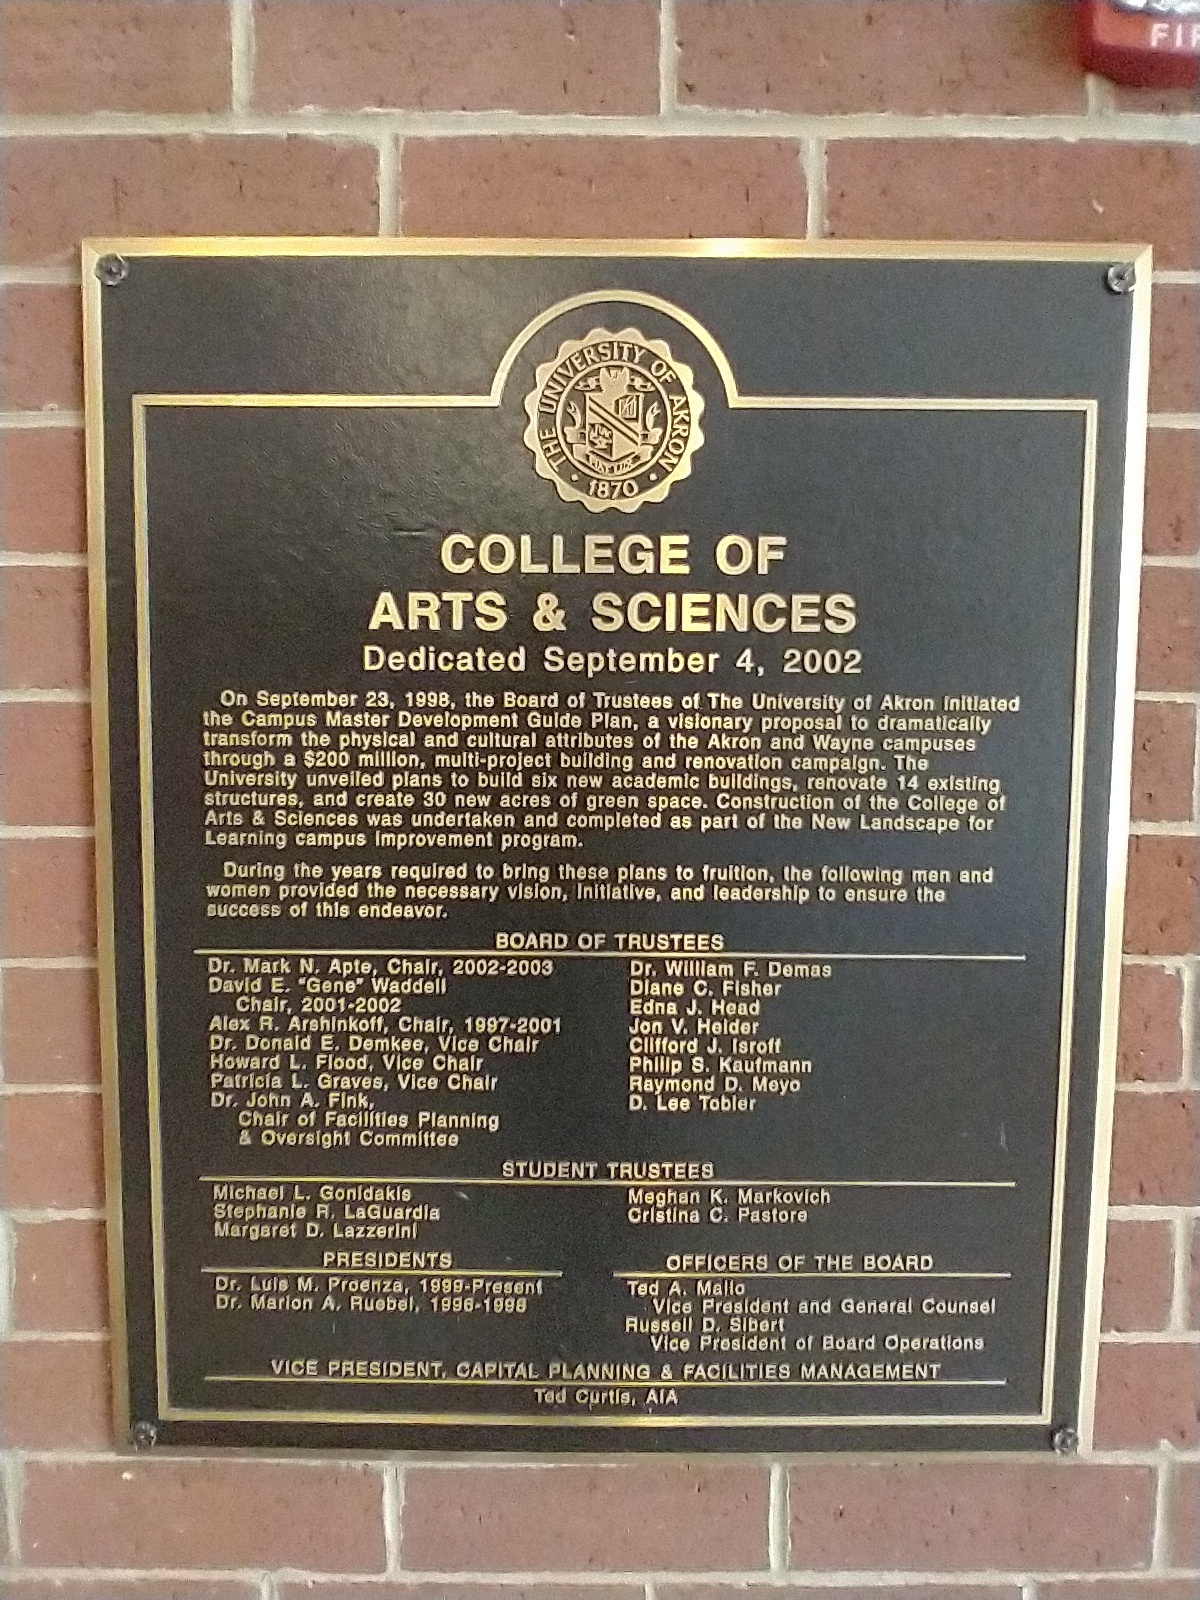 FIR
THE UNIVERSITY OF AKRON
1870
COLLEGE OF
ARTS & SCIENCES
Dedicated September 4, 2002
On September 23, 1998, the Board of Trustees of The University of Akron initiated
the Campus Master Development Guide Plan, a visionary proposal to dramatically
transform the physical and cultural attributes of the Akron and Wayne campuses
through a $200 million, multi-project building and renovation campaign. The
University unveiled plans to build six new academic buildings, renovate 14 existing
structures, and create 30 new acres of green space. Construction of the College of
Arts & Sciences was undertaken and completed as part of the New Landscape for
Learning campus improvement program.
During the years required to bring these plans to fruition, the following men and
women provided the necessary vision, initiative, and leadership to ensure the
success of this endeavor.
BOARD OF TRUSTEES
Dr. Mark N. Apte, Chair, 2002-2003
David E. "Gene" Waddell
Chair, 2001-2002
Alex R. Arshinkoff, Chair, 1997-2001
Dr. Donald E. Demkee, Vice Chair
Howard L. Flood, Vice Chair
Patricia L. Graves, Vice Chair
Dr. John A. Fink,
Chair of Facilities Planning
& Oversight Committee
Dr. William F. Demas
Diane C. Fisher
Edna J. Head
Jon V. Heider
Clifford J. Isroff
Philip S. Kaufmann
Raymond D. Meyo
D. Lee Tobler
STUDENT TRUSTEES
Michael L. Gonidakis
Stephanie R. LaGuardia
Margaret D. Lazzerini
Meghan K. Markovich
Cristina C. Pastore
PRESIDENTS
Dr. Luis M. Proenza, 1999-Present
Dr. Marion A. Ruebel, 1996-1998
OFFICERS OF THE BOARD
Ted A. Mallo
Vice President and General Counsel
Russell D. Sibert
Vice President of Board Operations
VICE PRESIDENT, CAPITAL PLANNING & FACILITIES MANAGEMENT
Ted Curtis, AIA